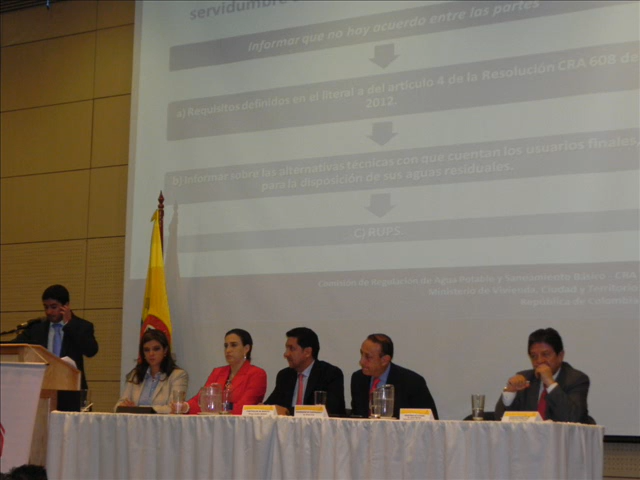 servidumbre
Informar que no hay acuerdo entre las partes
a) Requisitos definidos en el literal a del artículo 4 de la Resolución CRA 608 de
2012.
b) Informar sobre las alternativas técnicas con que cuentan los usuarios finales,
para la disposición de sus aguas residuales.
C) RUPS.
Comisión de Regulación de Agua Potable y Saneamiento Básico - CRA
Ministerio de Vivienda, Ciudad y Territorio
República de Colombia